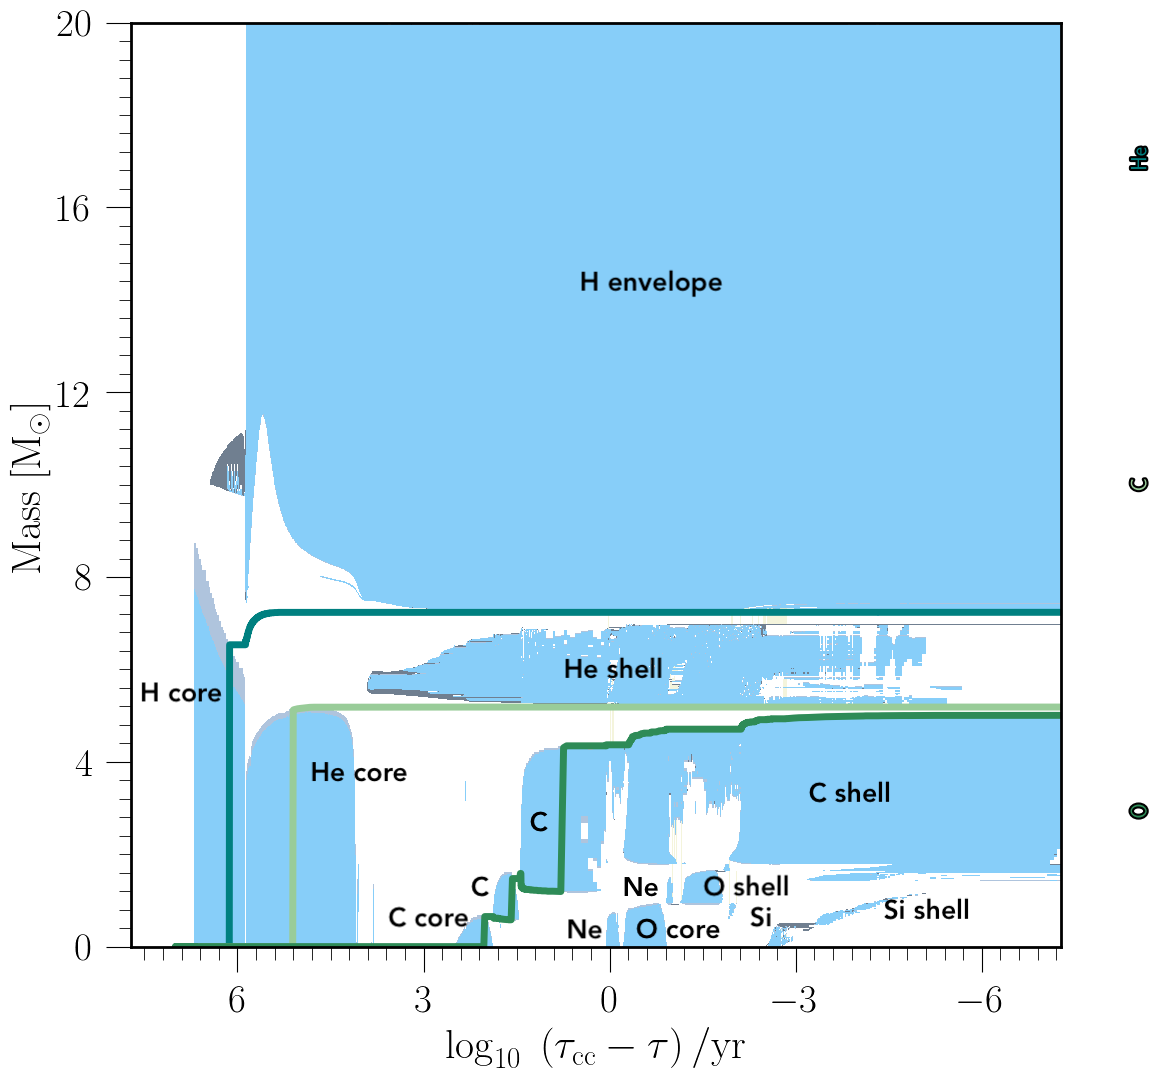 20
16
12
8
4
0
Mass [M⊙]
H envelope
He shell
H core
He core
C
C
C core
C shell
Ne
O shell
Ne
O core
Si
Si shell
6
3
0
−3
−6
log₁₀ (τcc − τ) /yr
He
C
O